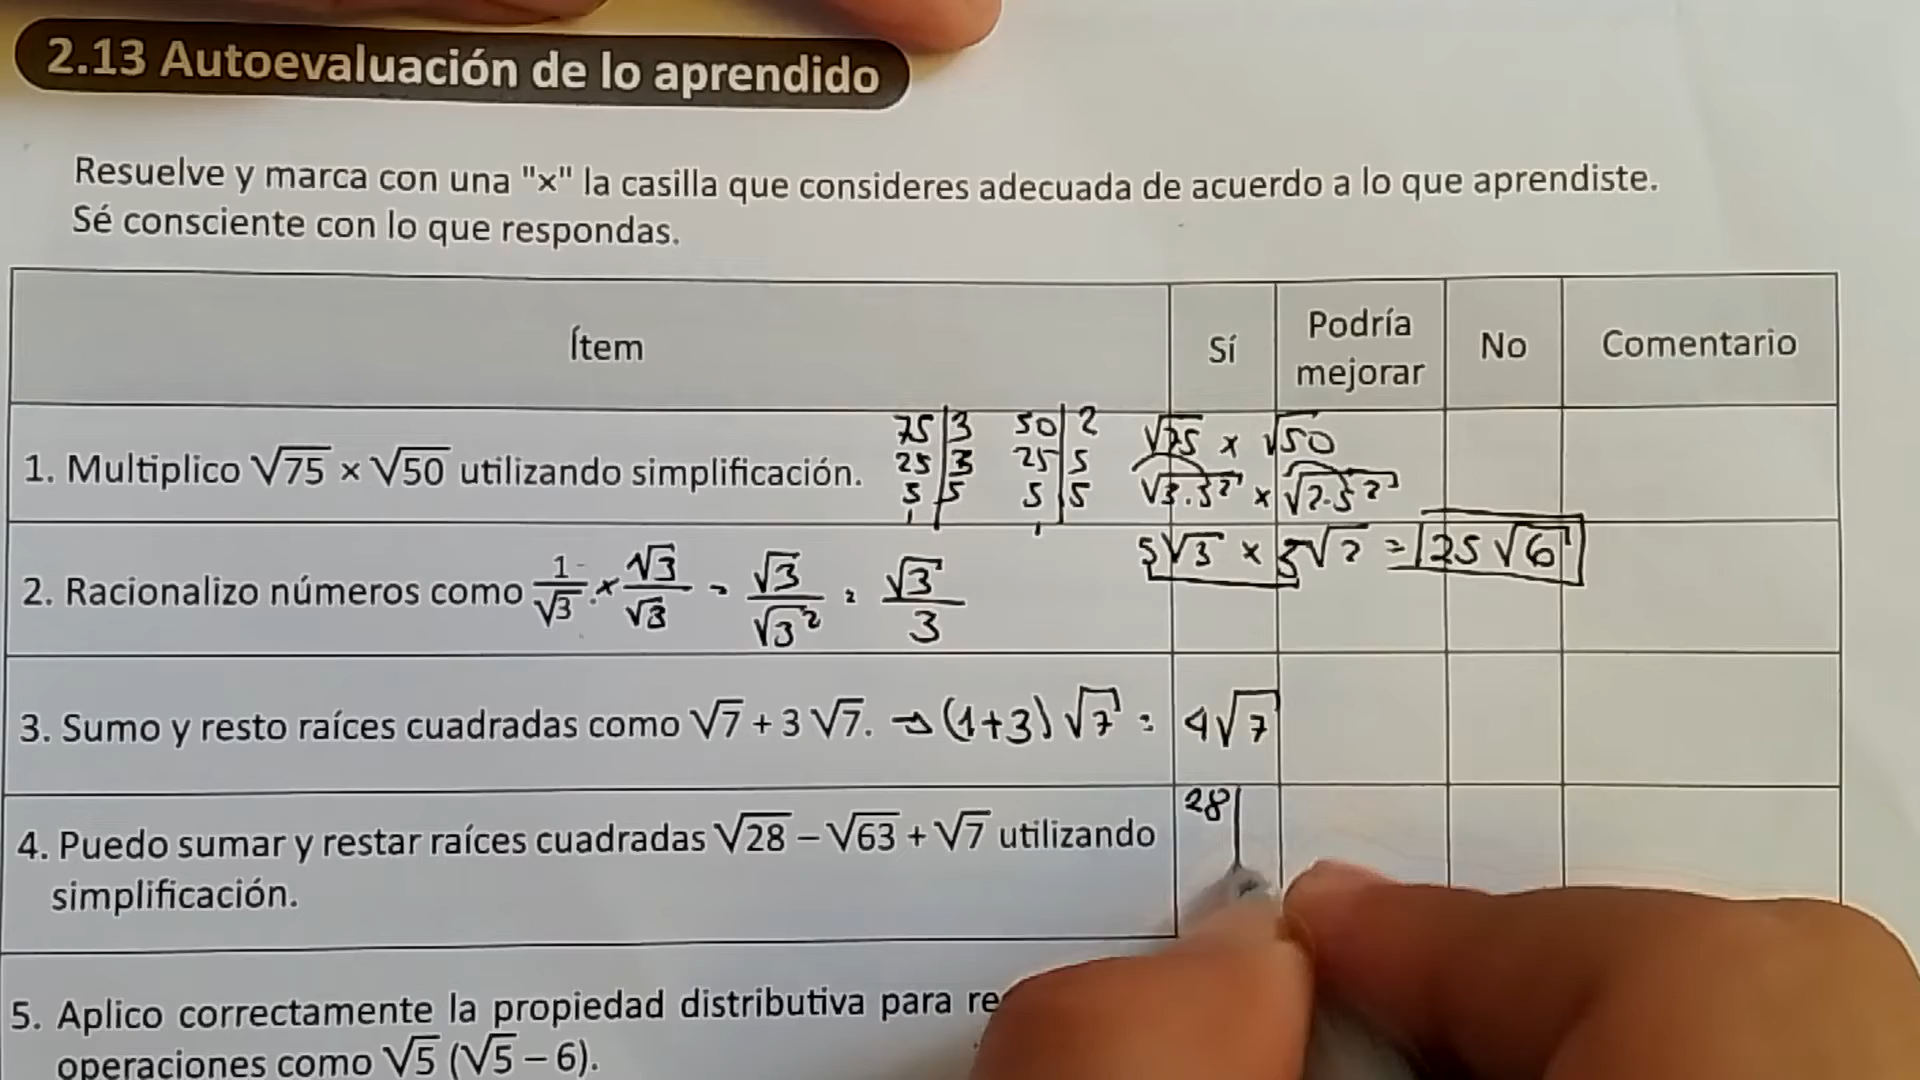 2.13 Autoevaluación de lo aprendido
Resuelve y marca con una "x" la casilla que consideres adecuada de acuerdo a lo que aprendiste.
Sé consciente con lo que respondas.
Ítem
Sí
Podría
mejorar
No
Comentario
1. Multiplico √75 × √50 utilizando simplificación.
75 | 3
25 | 3
5 | 5
1
50 | 2
25 | 5
5 | 5
1
√75 × √50
√3·5² × √2·5²
5√3 × 5√2 = 25√6
2. Racionalizo números como 1/√3 . × √3/√3 = √3/√3² = √3/3
3. Sumo y resto raíces cuadradas como √7 + 3√7. → (1+3)√7 = 4√7
4. Puedo sumar y restar raíces cuadradas √28 – √63 + √7 utilizando
simplificación.
28 |
5. Aplico correctamente la propiedad distributiva para
operaciones como √5 (√5 – 6).